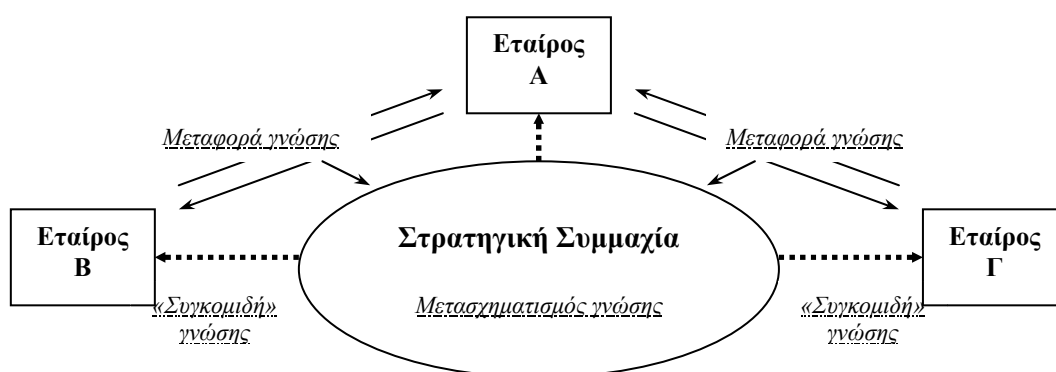 Εταίρος
Α
Μεταφορά γνώσης
Μεταφορά γνώσης
Εταίρος
Β
Στρατηγική Συμμαχία
Εταίρος
Γ
«Συγκομιδή»
γνώσης
Μετασχηματισμός γνώσης
«Συγκομιδή»
γνώσης